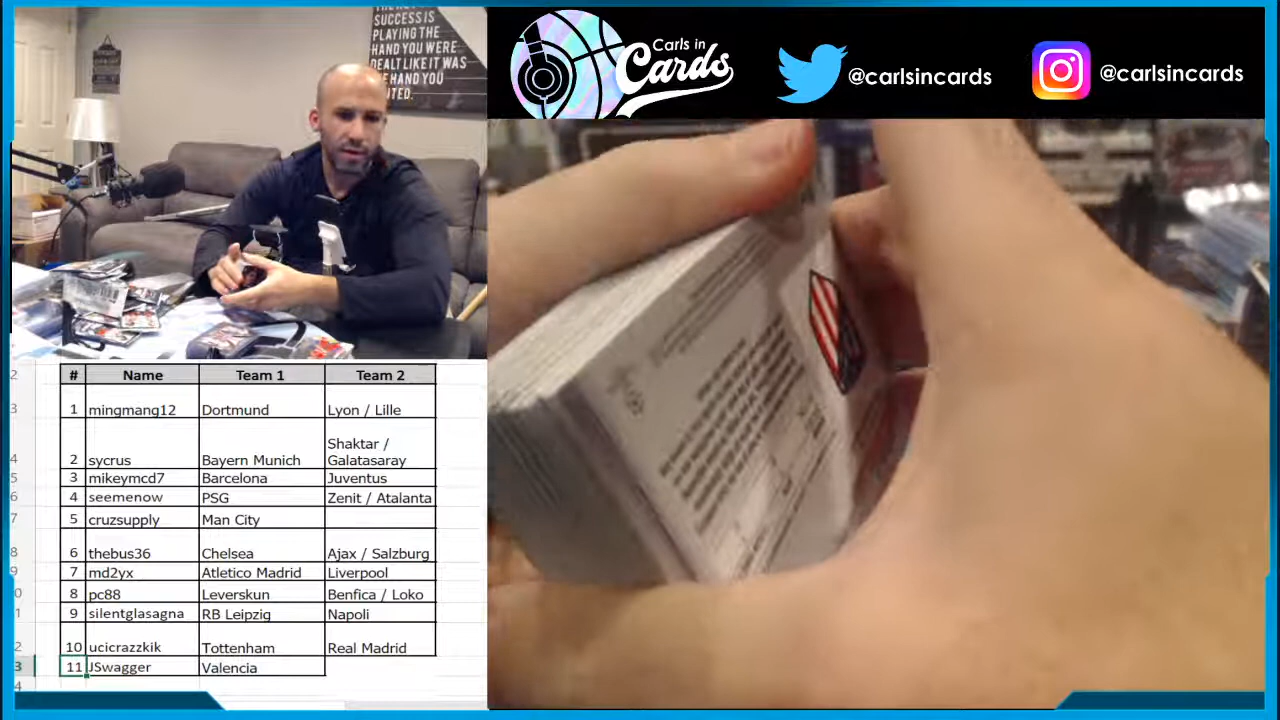 SUCCESS IS
PLAYING THE
HAND YOU WERE
DEALT LIKE IT WAS
HAND YOU
Carls in
Cards
@carlsincards
@carlsincards
# Name Team 1 Team 2
1 mingmang12 Dortmund Lyon / Lille
2 sycrus Bayern Munich Shaktar / Galatasaray
3 mikeymcd7 Barcelona Juventus
4 seemenow PSG Zenit / Atalanta
5 cruzsupply Man City
6 thebus36 Chelsea Ajax / Salzburg
7 md2yx Atletico Madrid Liverpool
8 pc88 Leverskun Benfica / Loko
9 silentglasagna RB Leipzig Napoli
10 ucicrazzkik Tottenham Real Madrid
11 JSwagger Valencia